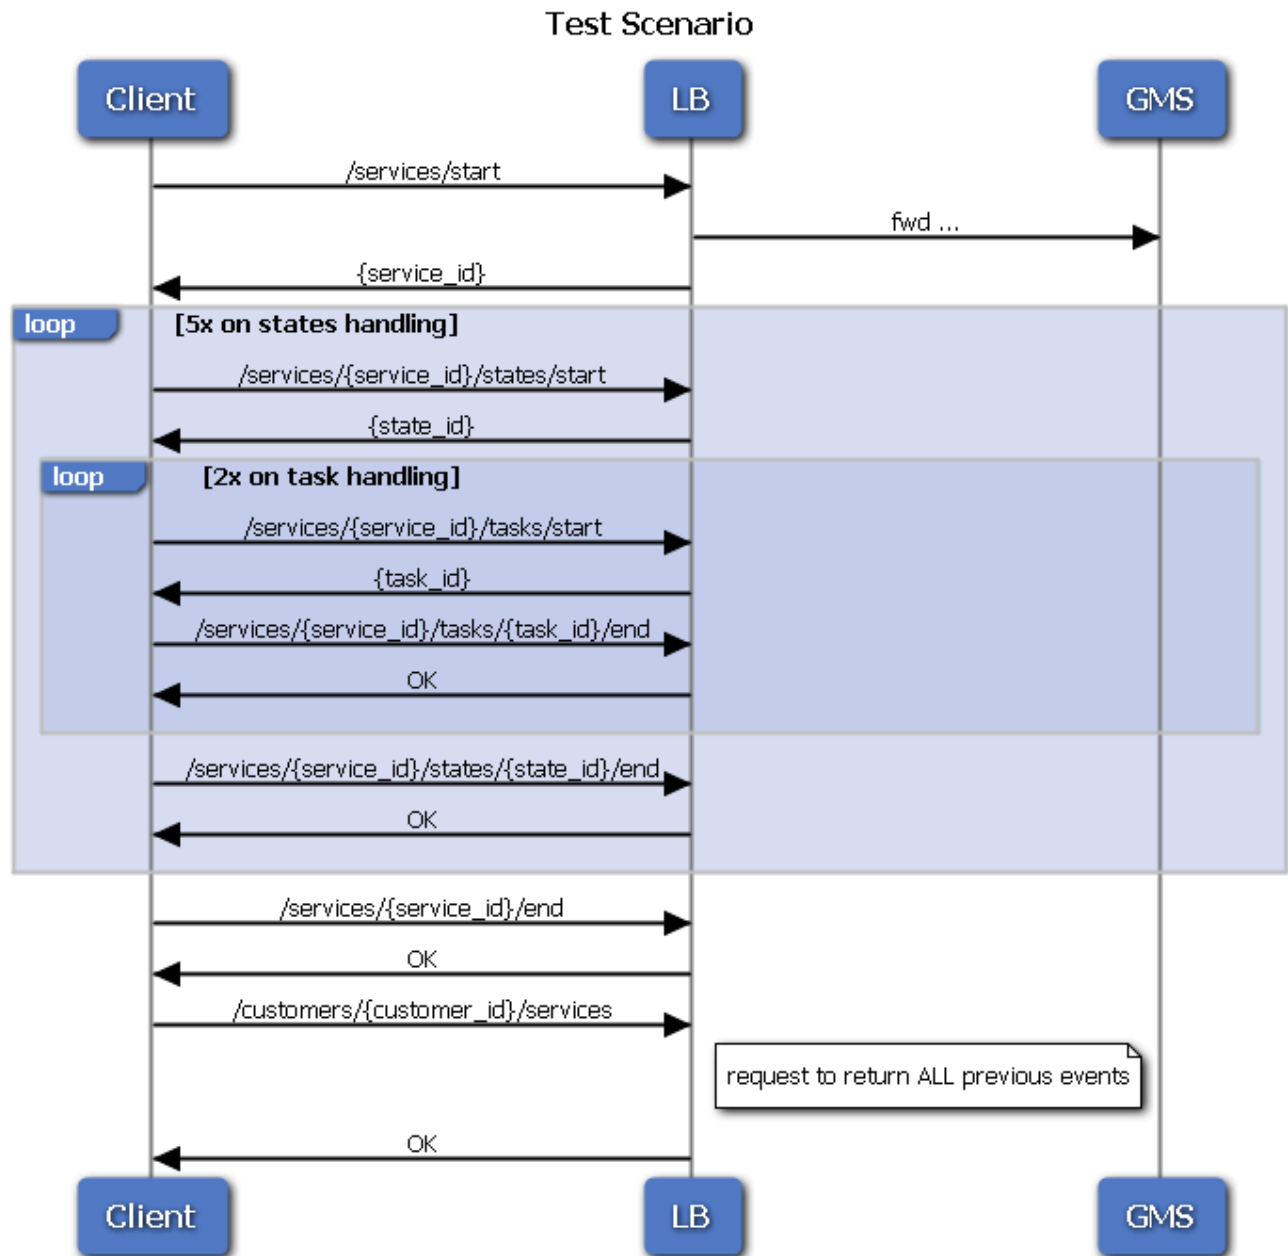 Test Scenario
Client LB GMS
/services/start
fwd ...
{service_id}
loop [5x on states handling]
/services/{service_id}/states/start
{state_id}
loop [2x on task handling]
/services/{service_id}/tasks/start
{task_id}
/services/{service_id}/tasks/{task_id}/end
OK
/services/{service_id}/states/{state_id}/end
OK
/services/{service_id}/end
OK
/customers/{customer_id}/services
request to return ALL previous events
OK
Client LB GMS